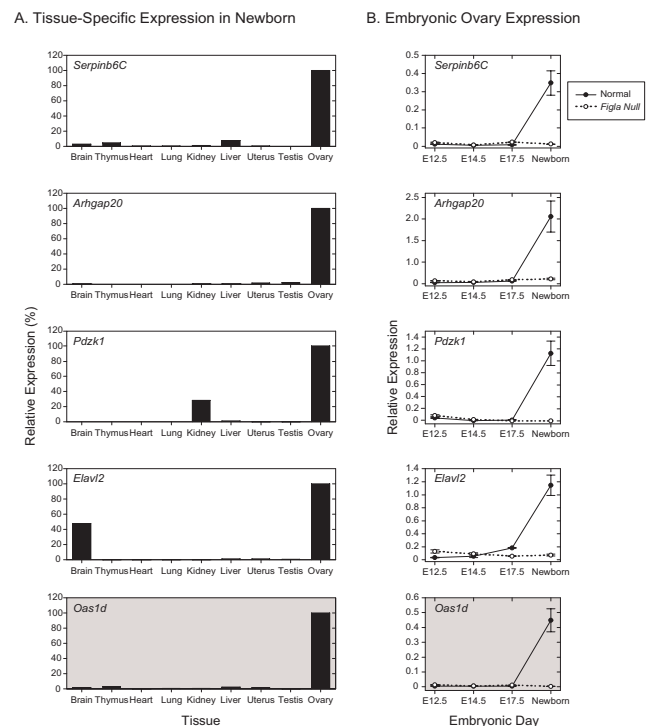 A. Tissue-Specific Expression in Newborn
B. Embryonic Ovary Expression
Relative Expression (%)
Serpinb6C
120
100
80
60
40
20
0
Brain Thymus Heart Lung Kidney Liver Uterus Testis Ovary
Arhgap20
120
100
80
60
40
20
0
Brain Thymus Heart Lung Kidney Liver Uterus Testis Ovary
Pdzk1
120
100
80
60
40
20
0
Brain Thymus Heart Lung Kidney Liver Uterus Testis Ovary
Elavl2
120
100
80
60
40
20
0
Brain Thymus Heart Lung Kidney Liver Uterus Testis Ovary
Oas1d
120
100
80
60
40
20
0
Brain Thymus Heart Lung Kidney Liver Uterus Testis Ovary
Tissue
Relative Expression
Serpinb6C
0.5
0.4
0.3
0.2
0.1
0
E12.5 E14.5 E17.5 Newborn
Normal
Figla Null
Arhgap20
2.5
2.0
1.5
1.0
0.5
0
E12.5 E14.5 E17.5 Newborn
Pdzk1
1.4
1.2
1.0
0.8
0.6
0.4
0.2
0
E12.5 E14.5 E17.5 Newborn
Elavl2
1.4
1.2
1.0
0.8
0.6
0.4
0.2
0
E12.5 E14.5 E17.5 Newborn
Oas1d
0.6
0.5
0.4
0.3
0.2
0.1
0
E12.5 E14.5 E17.5 Newborn
Embryonic Day